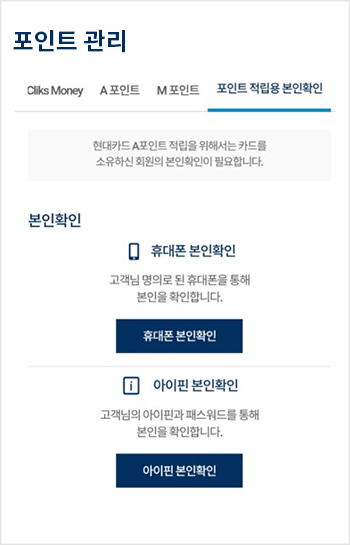 포인트 관리
Cliks Money A 포인트 M 포인트 포인트 적립용 본인확인
현대카드 A포인트 적립을 위해서는 카드를
소유하신 회원의 본인확인이 필요합니다.
본인확인
휴대폰 본인확인
고객님 명의로 된 휴대폰을 통해
본인을 확인합니다.
휴대폰 본인확인
아이핀 본인확인
고객님의 아이핀과 패스워드를 통해
본인을 확인합니다.
아이핀 본인확인